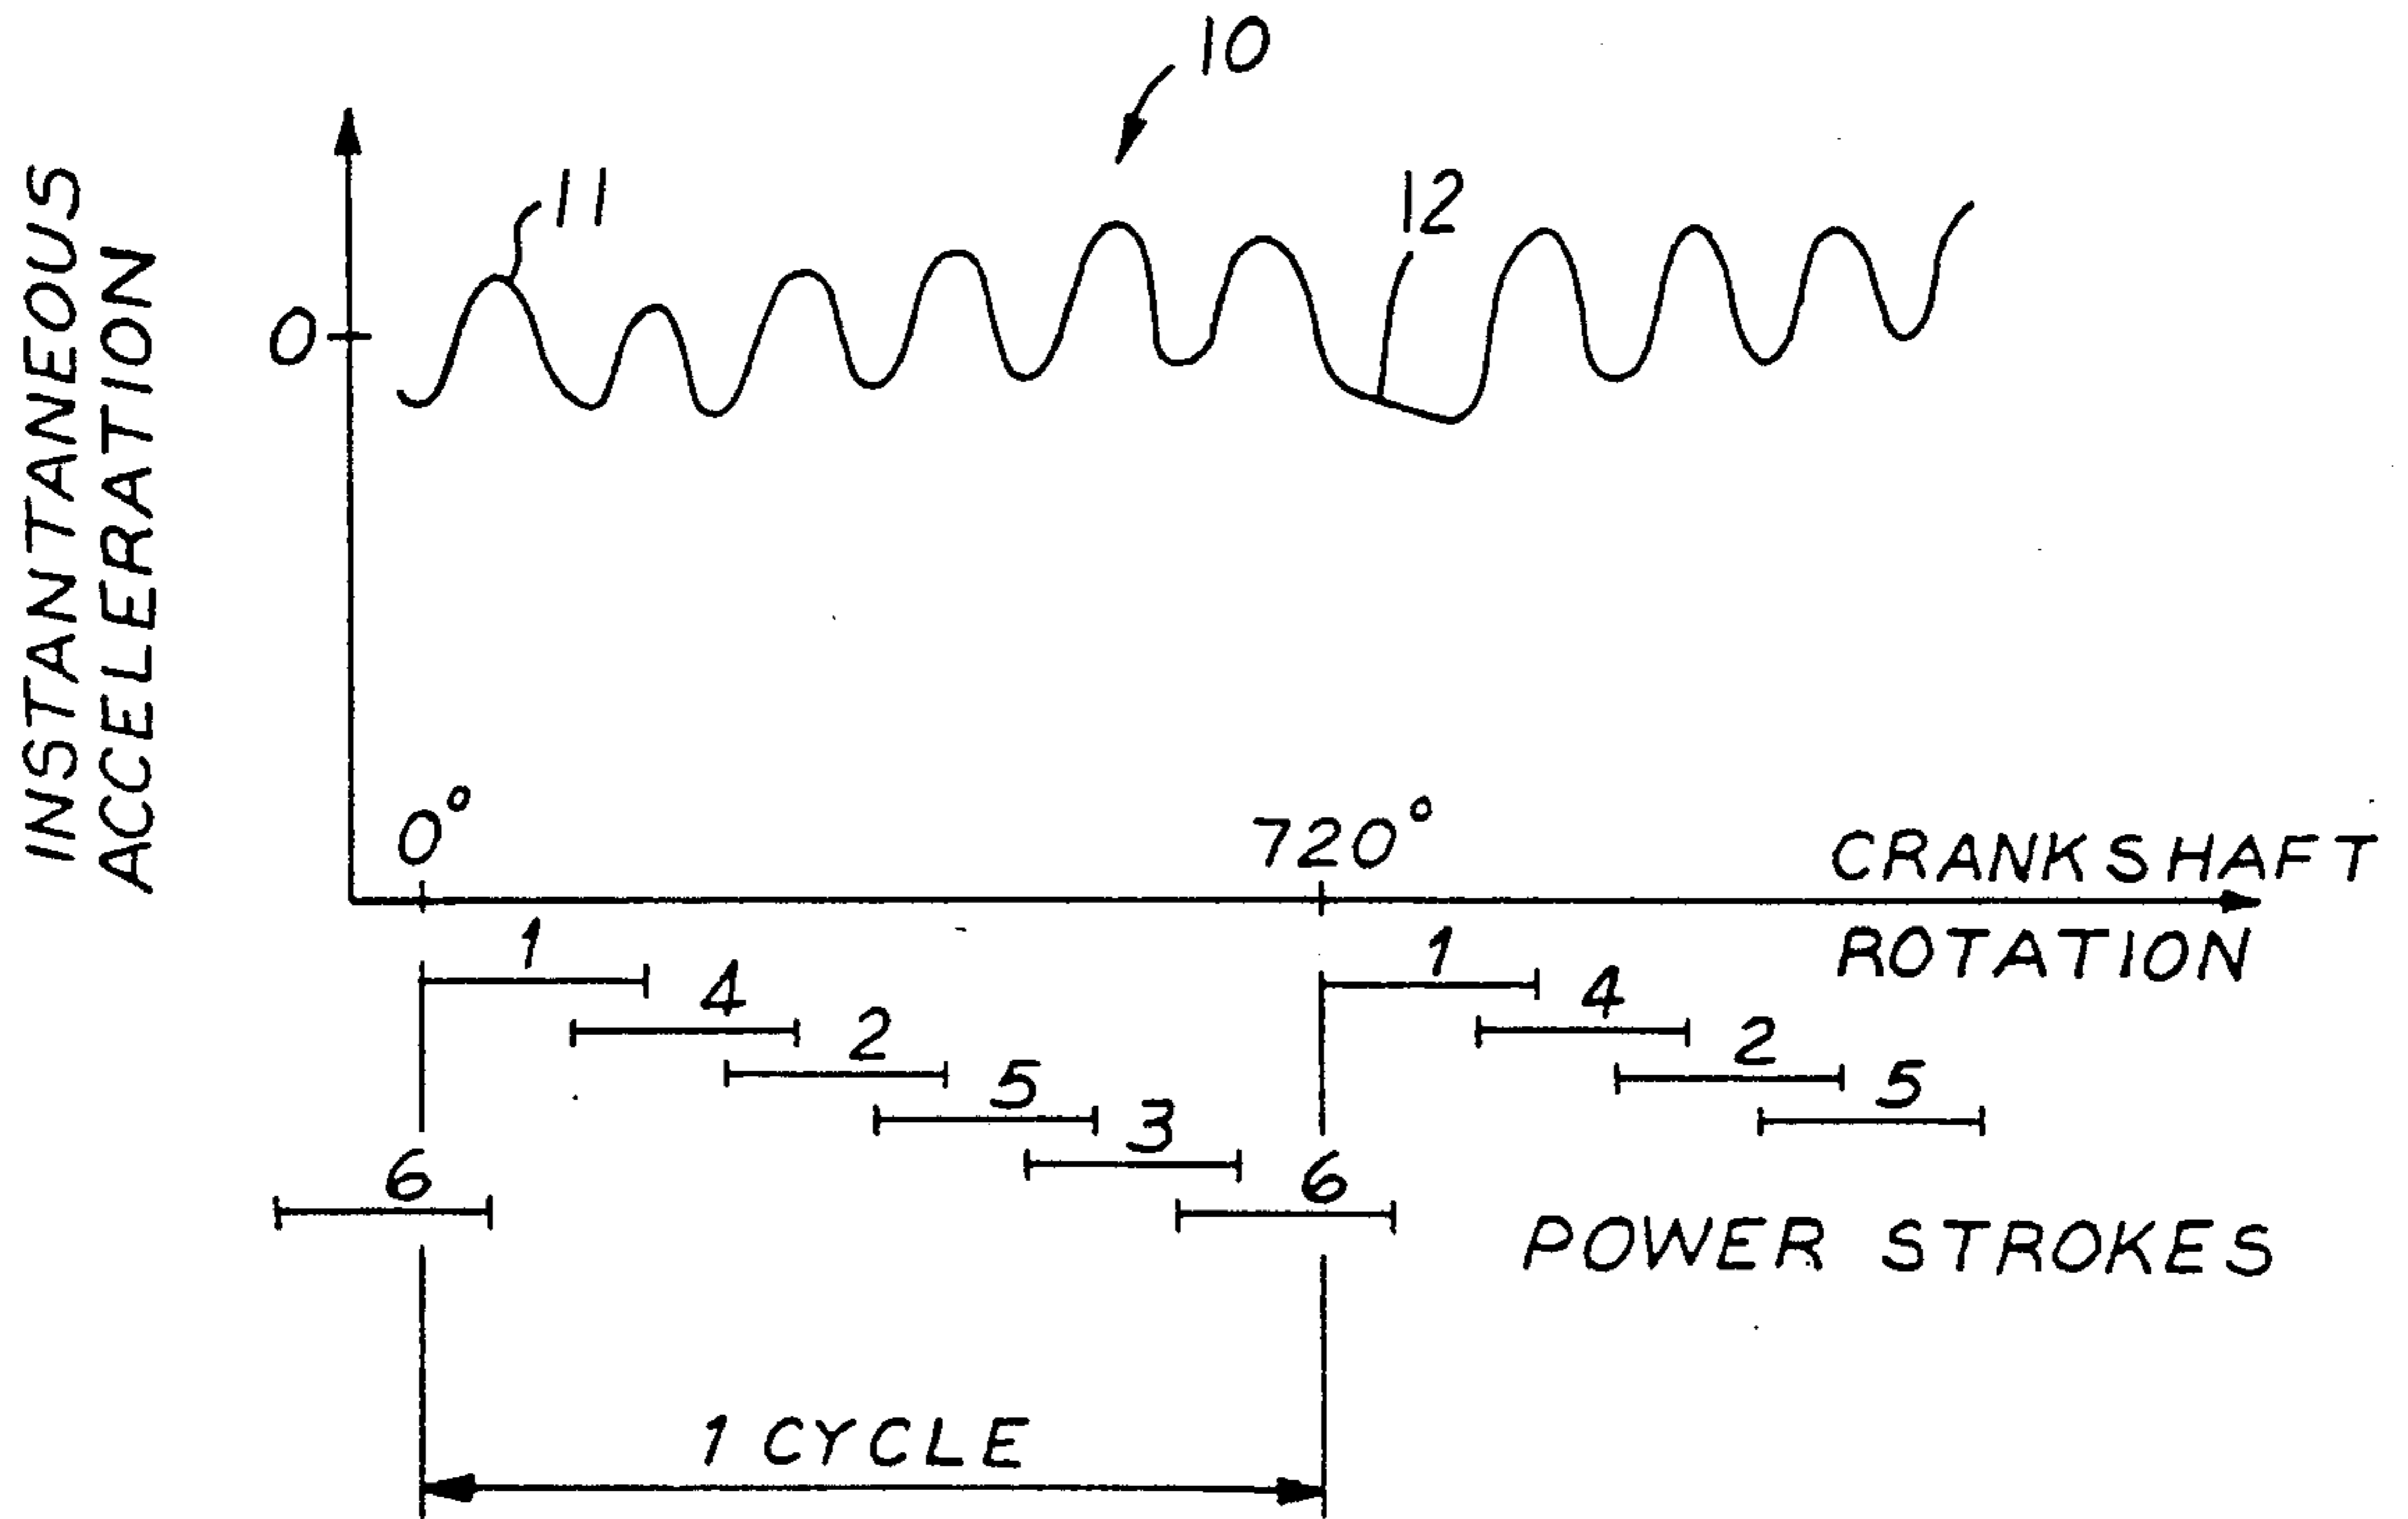 10
11
12
INSTANTANEOUS
ACCELERATION
0
0°
720°
CRANKSHAFT
ROTATION
1
1
4
4
2
2
5
5
3
6
6
POWER STROKES
1 CYCLE